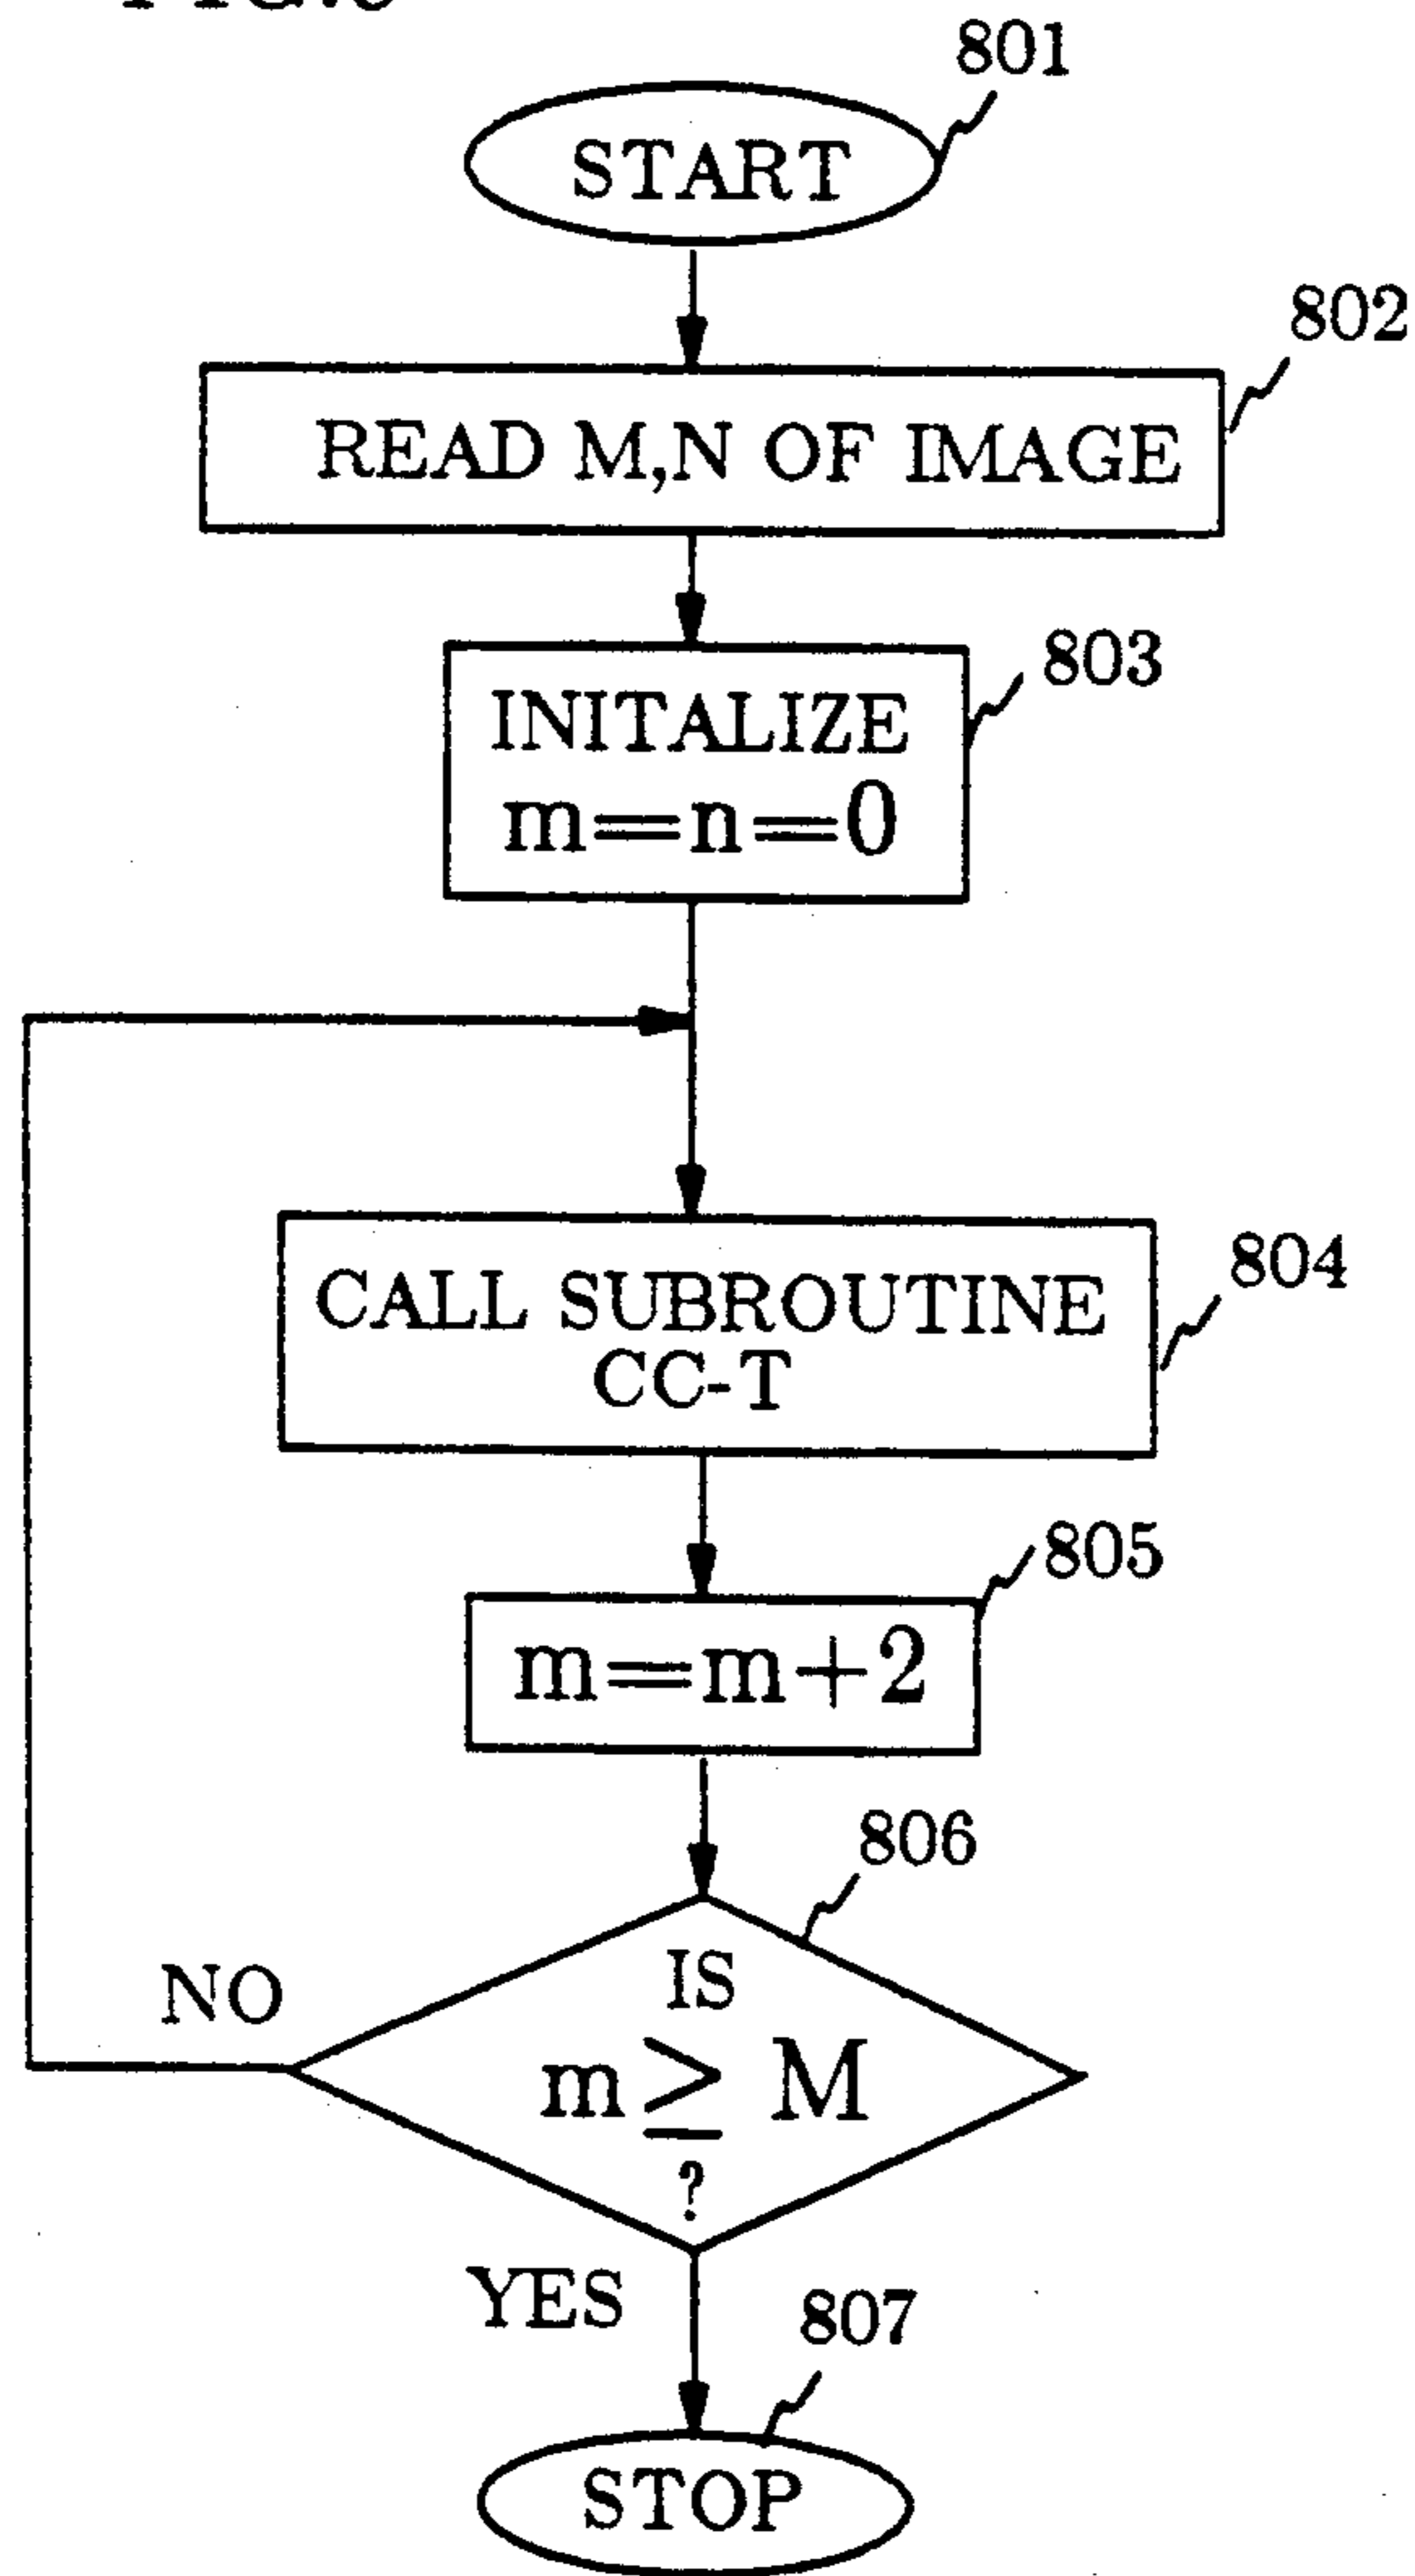 801
START
802
READ M,N OF IMAGE
803
INITALIZE
m=n=0
804
CALL SUBROUTINE
CC-T
805
m=m+2
806
NO
IS
m≥ M
?
YES
807
STOP